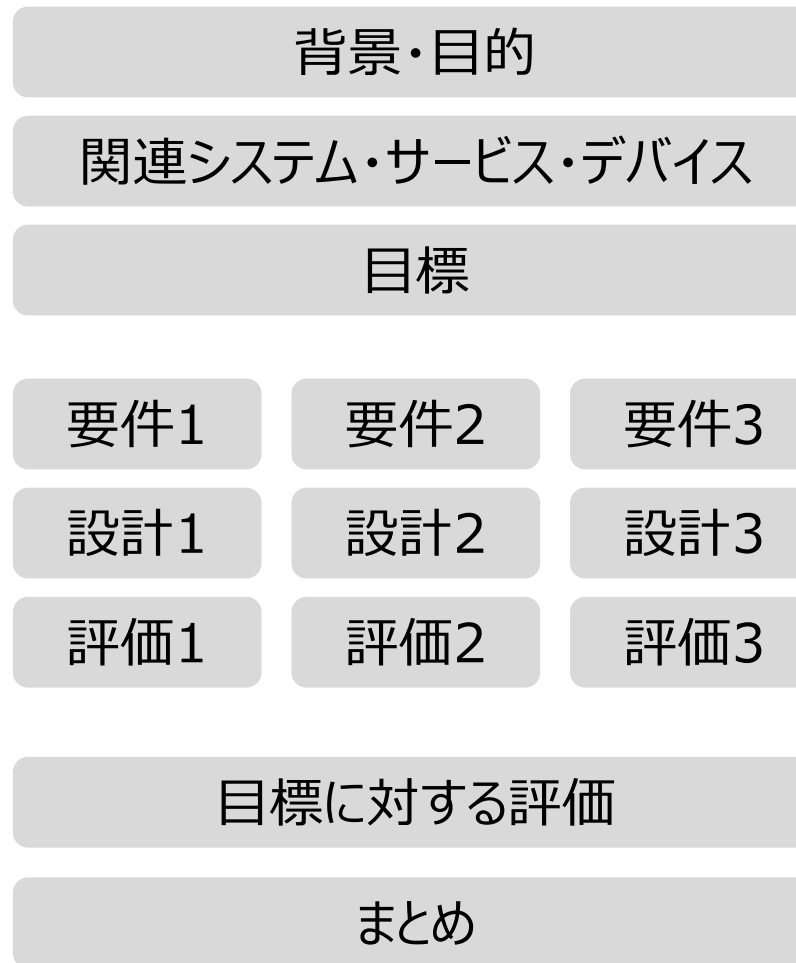 背景・目的
関連システム・サービス・デバイス
目標
要件1 要件2 要件3
設計1 設計2 設計3
評価1 評価2 評価3
目標に対する評価
まとめ